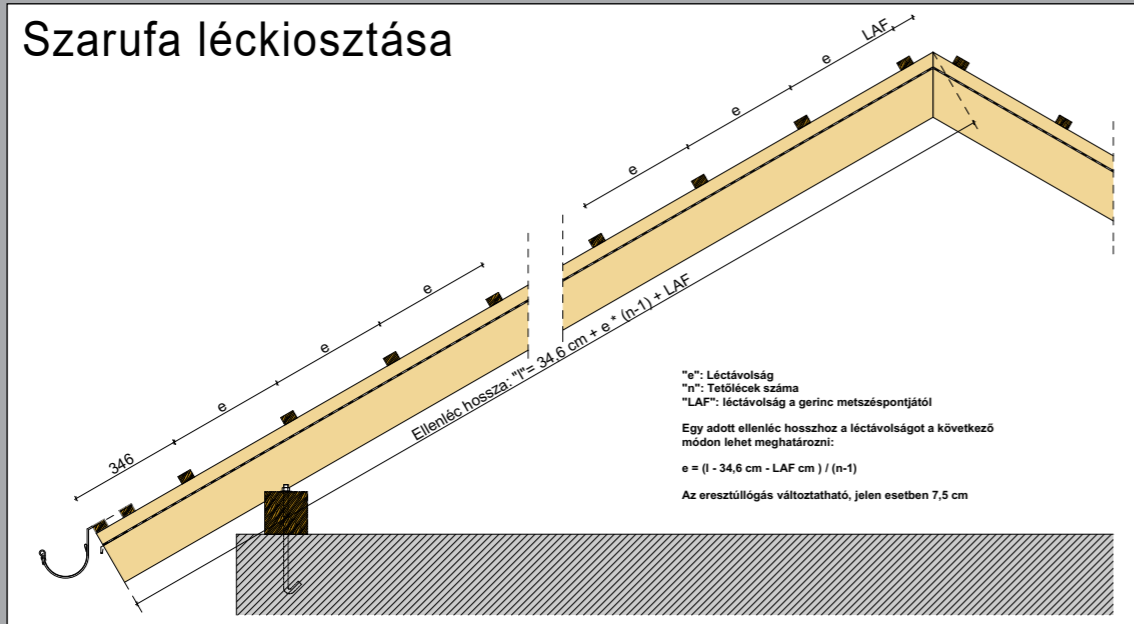 Szarufa léckiosztása
LAF
e
e
e
e
e
e
346
Ellenléc hossza: "l"= 34,6 cm + e * (n-1) + LAF
"e": Léctávolság
"n": Tetőlécek száma
"LAF": léctávolság a gerinc metszéspontjától
Egy adott ellenléc hosszhoz a léctávolságot a következő
módon lehet meghatározni:
e = (l - 34,6 cm - LAF cm ) / (n-1)
Az eresztúllógás változtatható, jelen esetben 7,5 cm